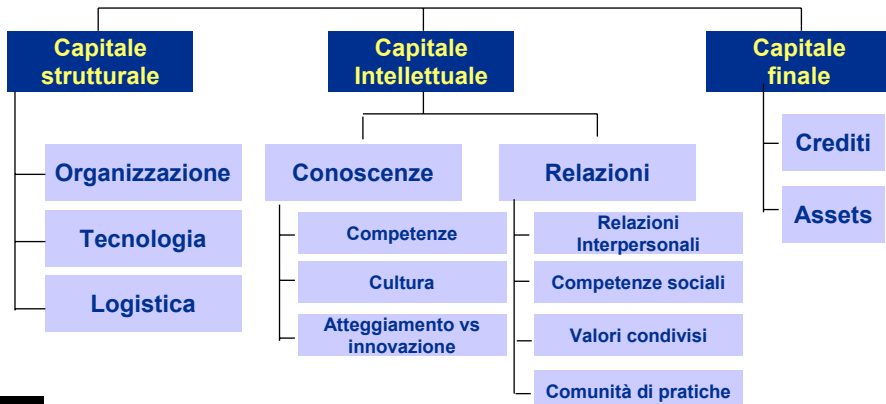 Capitale
strutturale
Capitale
Intellettuale
Capitale
finale
Organizzazione
Tecnologia
Logistica
Conoscenze
Competenze
Cultura
Atteggiamento vs
innovazione
Relazioni
Relazioni
Interpersonali
Competenze sociali
Valori condivisi
Comunità di pratiche
Crediti
Assets